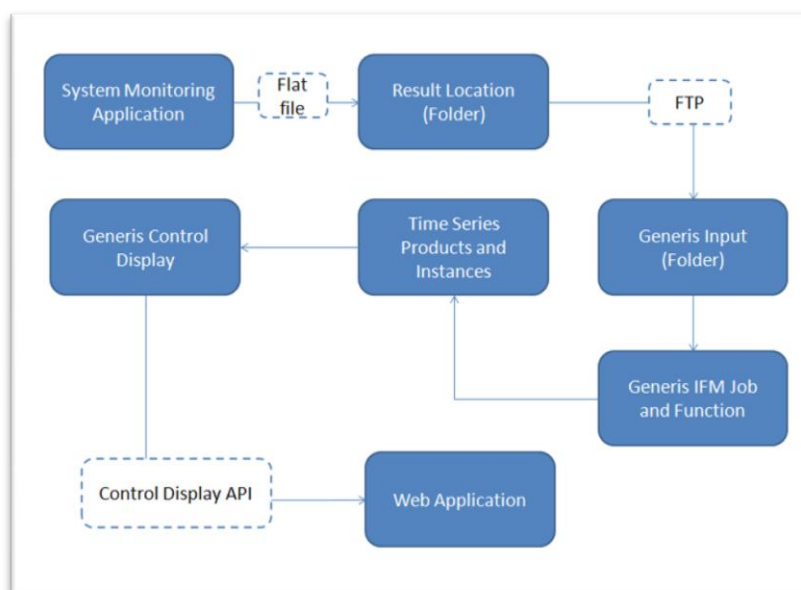 System Monitoring
Application
Flat
file
Result Location
(Folder)
FTP
Generis Control
Display
Time Series
Products and
Instances
Generis Input
(Folder)
Generis IFM Job
and Function
Control Display API
Web Application